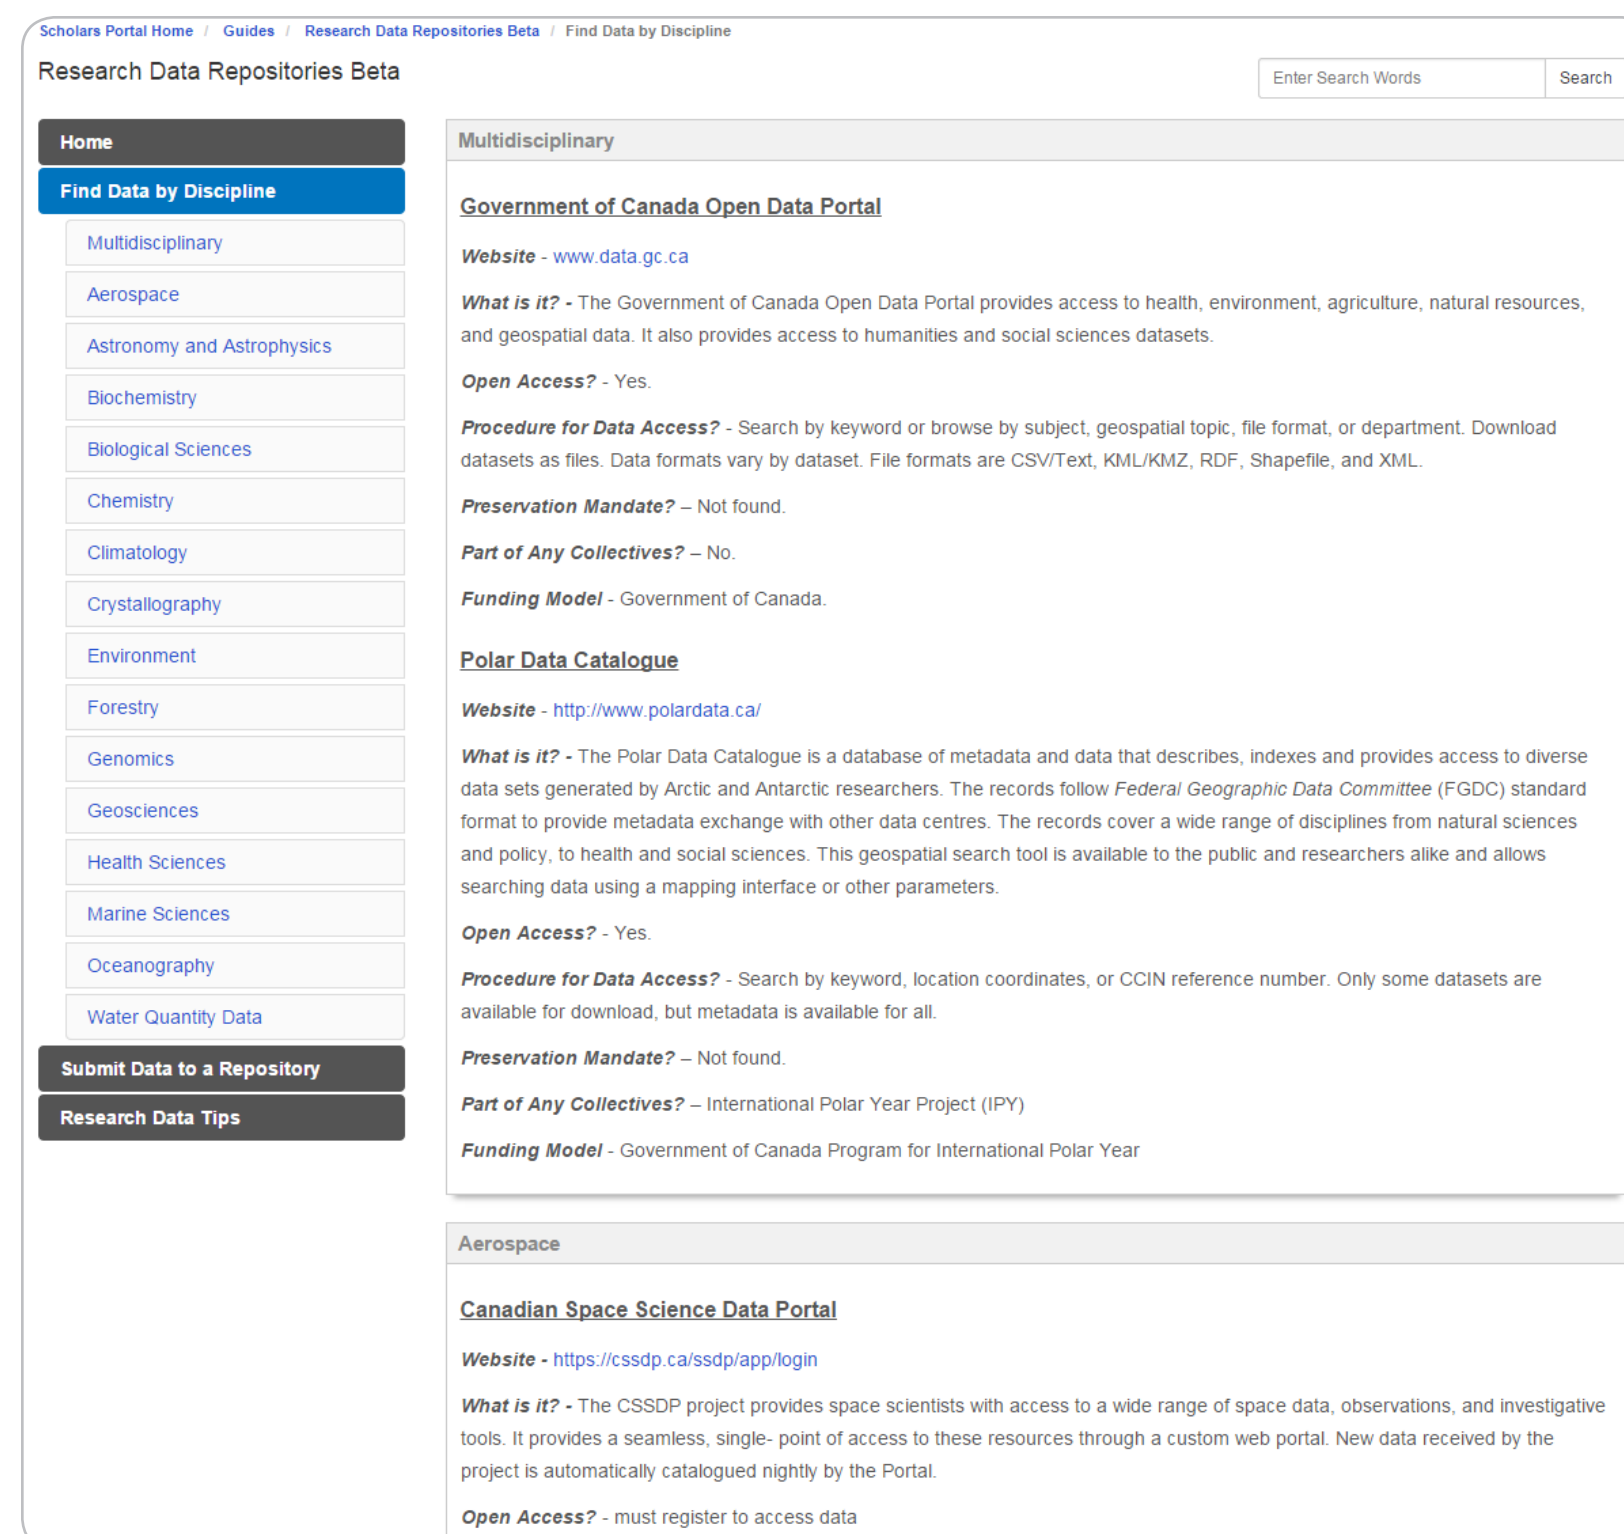 Scholars Portal Home / Guides / Research Data Repositories Beta / Find Data by Discipline
Research Data Repositories Beta
Enter Search Words
Search
Home
Find Data by Discipline
Multidisciplinary
Aerospace
Astronomy and Astrophysics
Biochemistry
Biological Sciences
Chemistry
Climatology
Crystallography
Environment
Forestry
Genomics
Geosciences
Health Sciences
Marine Sciences
Oceanography
Water Quantity Data
Submit Data to a Repository
Research Data Tips
Multidisciplinary
Government of Canada Open Data Portal
Website - www.data.gc.ca
What is it? - The Government of Canada Open Data Portal provides access to health, environment, agriculture, natural resources,
and geospatial data. It also provides access to humanities and social sciences datasets.
Open Access? - Yes.
Procedure for Data Access? - Search by keyword or browse by subject, geospatial topic, file format, or department. Download
datasets as files. Data formats vary by dataset. File formats are CSV/Text, KML/KMZ, RDF, Shapefile, and XML.
Preservation Mandate? – Not found.
Part of Any Collectives? – No.
Funding Model - Government of Canada.
Polar Data Catalogue
Website - http://www.polardata.ca/
What is it? - The Polar Data Catalogue is a database of metadata and data that describes, indexes and provides access to diverse
data sets generated by Arctic and Antarctic researchers. The records follow Federal Geographic Data Committee (FGDC) standard
format to provide metadata exchange with other data centres. The records cover a wide range of disciplines from natural sciences
and policy, to health and social sciences. This geospatial search tool is available to the public and researchers alike and allows
searching data using a mapping interface or other parameters.
Open Access? - Yes.
Procedure for Data Access? - Search by keyword, location coordinates, or CCIN reference number. Only some datasets are
available for download, but metadata is available for all.
Preservation Mandate? – Not found.
Part of Any Collectives? – International Polar Year Project (IPY)
Funding Model - Government of Canada Program for International Polar Year
Aerospace
Canadian Space Science Data Portal
Website - https://cssdp.ca/ssdp/app/login
What is it? - The CSSDP project provides space scientists with access to a wide range of space data, observations, and investigative
tools. It provides a seamless, single- point of access to these resources through a custom web portal. New data received by the
project is automatically catalogued nightly by the Portal.
Open Access? - must register to access data